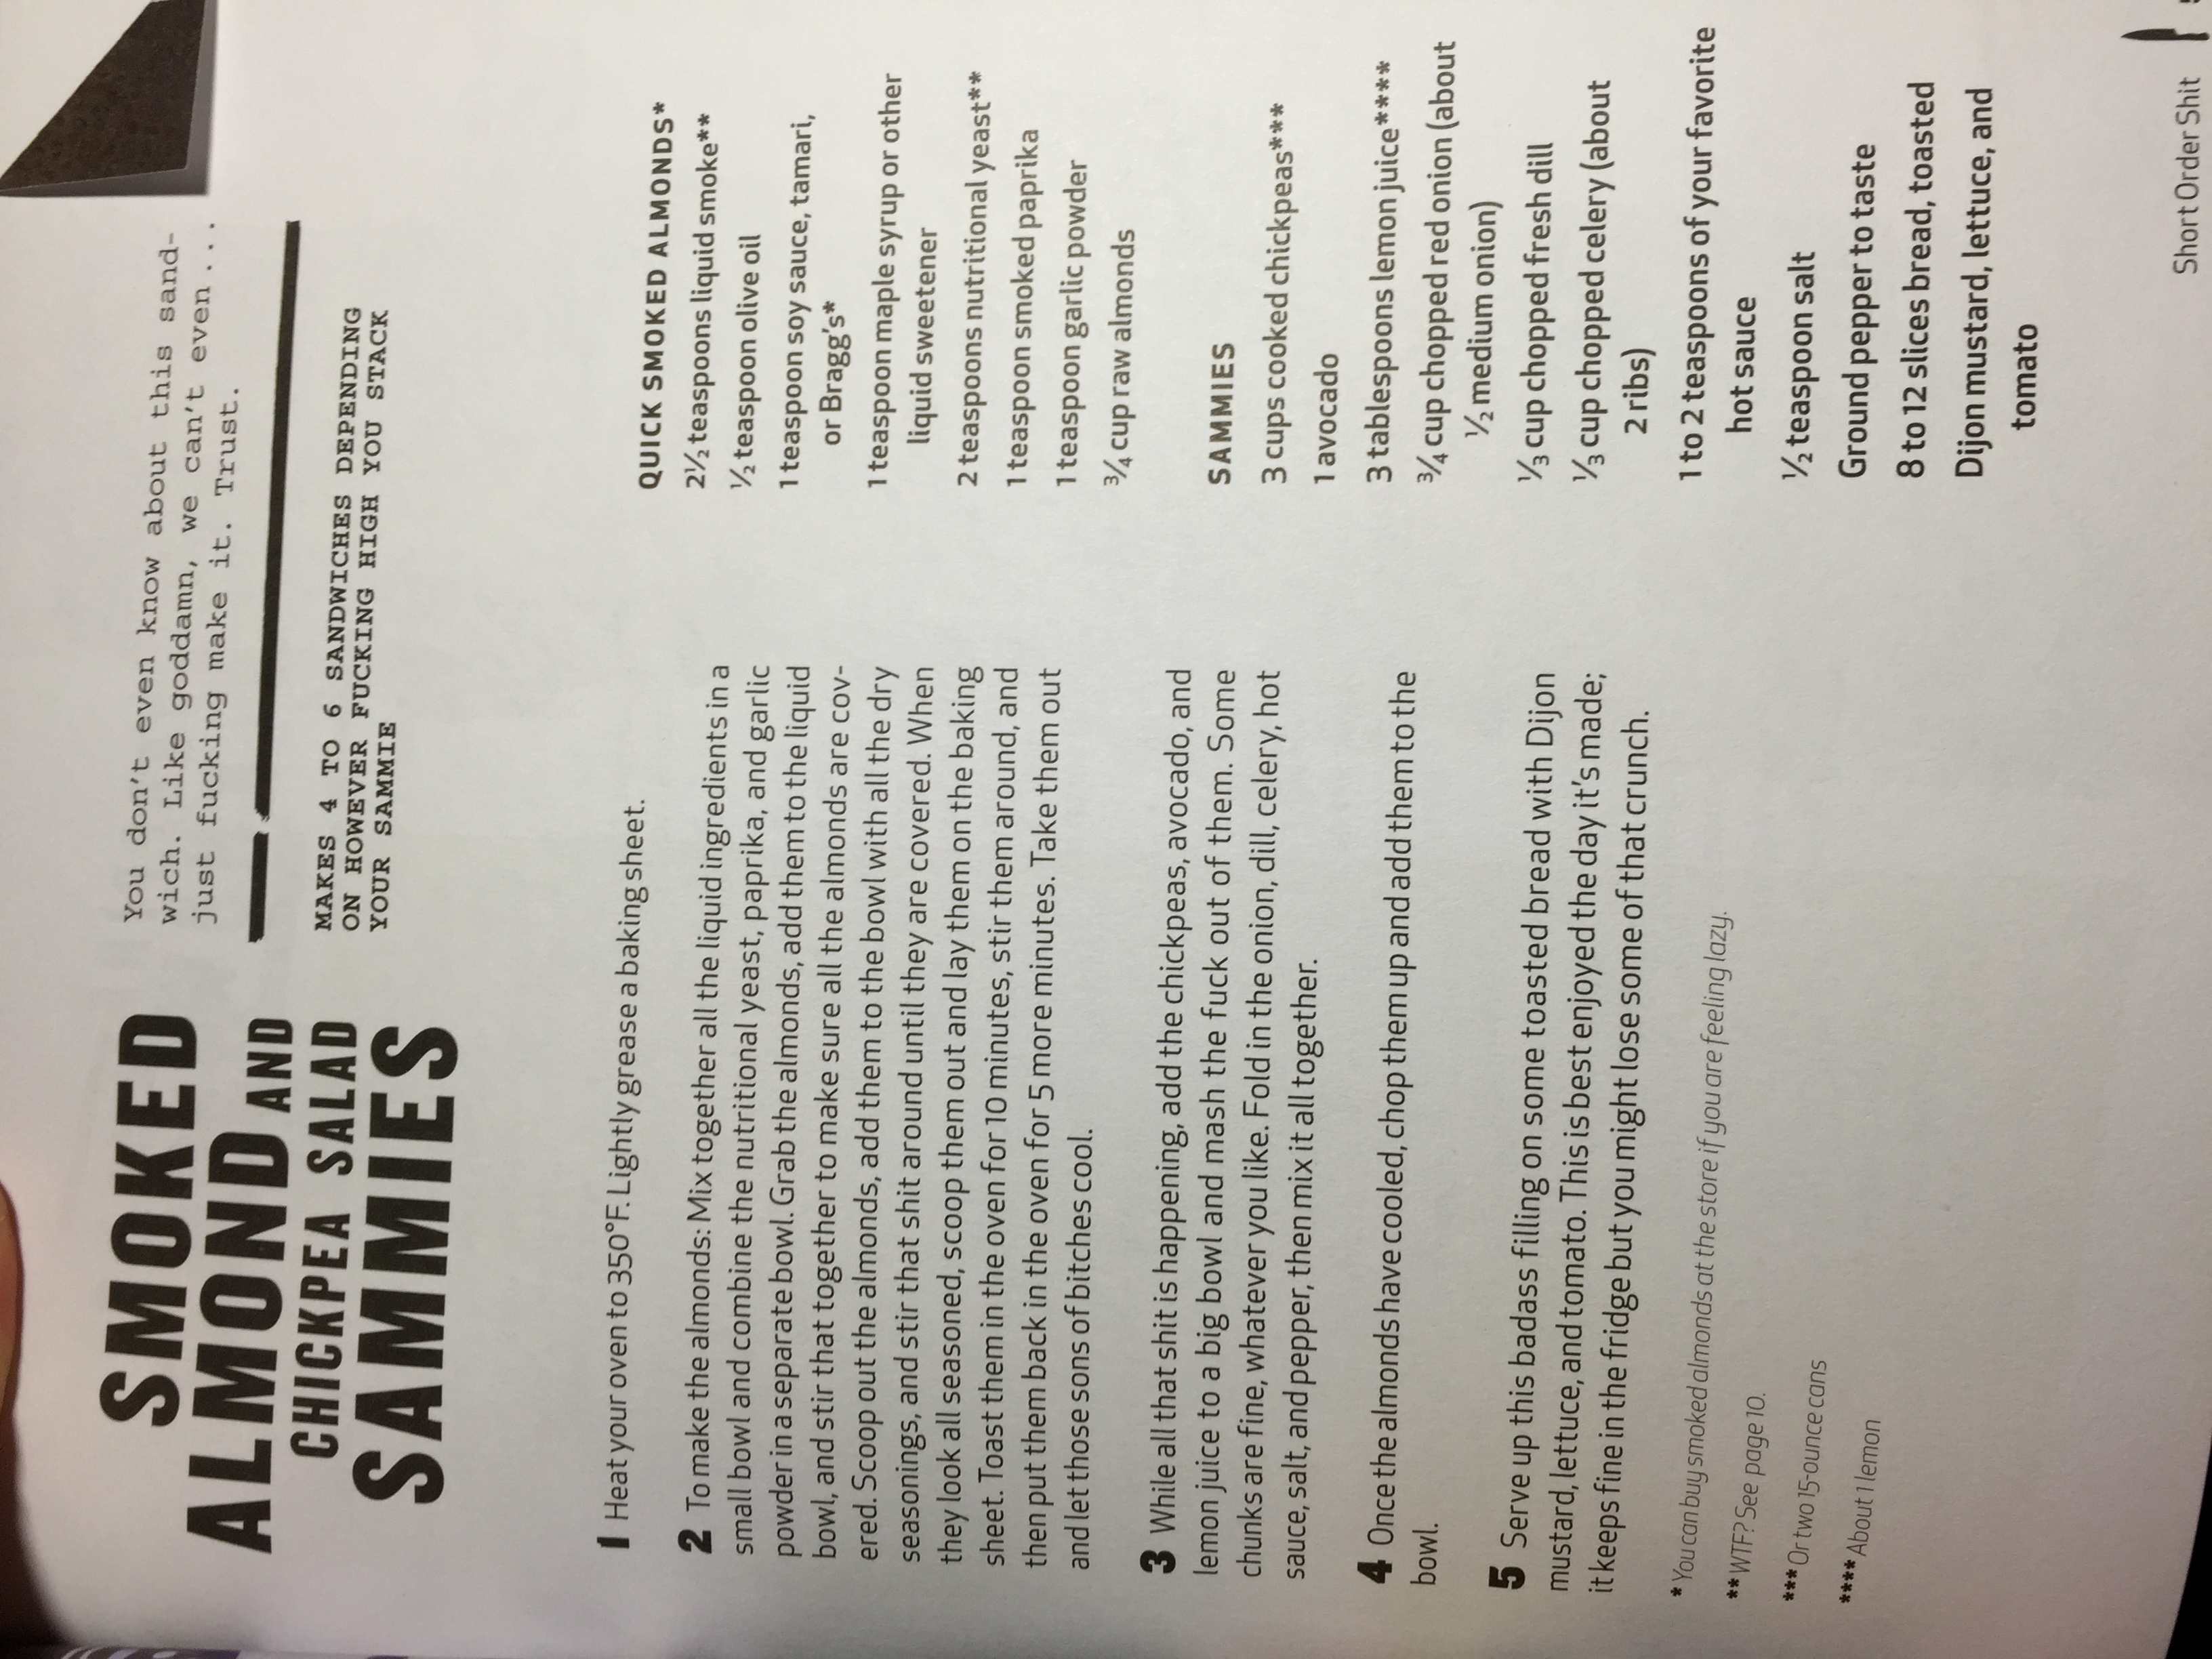 SMOKED
ALMOND AND
CHICKPEA SALAD
SAMMIES
You don't even know about this sand-
wich. Like goddamn, we can't even...
just fucking make it. Trust.
MAKES 4 TO 6 SANDWICHES DEPENDING
ON HOWEVER FUCKING HIGH YOU STACK
YOUR SAMMIE
1 Heat your oven to 350°F. Lightly grease a baking sheet.
2 To make the almonds: Mix together all the liquid ingredients in a
small bowl and combine the nutritional yeast, paprika, and garlic
powder in a separate bowl. Grab the almonds, add them to the liquid
bowl, and stir that together to make sure all the almonds are cov-
ered. Scoop out the almonds, add them to the bowl with all the dry
seasonings, and stir that shit around until they are covered. When
they look all seasoned, scoop them out and lay them on the baking
sheet. Toast them in the oven for 10 minutes, stir them around, and
then put them back in the oven for 5 more minutes. Take them out
and let those sons of bitches cool.
3 While all that shit is happening, add the chickpeas, avocado, and
lemon juice to a big bowl and mash the fuck out of them. Some
chunks are fine, whatever you like. Fold in the onion, dill, celery, hot
sauce, salt, and pepper, then mix it all together.
4 Once the almonds have cooled, chop them up and add them to the
bowl.
5 Serve up this badass filling on some toasted bread with Dijon
mustard, lettuce, and tomato. This is best enjoyed the day it's made;
it keeps fine in the fridge but you might lose some of that crunch.
* You can buy smoked almonds at the store if you are feeling lazy.
** WTF? See page 10.
*** Or two 15-ounce cans
**** About 1 lemon
QUICK SMOKED ALMONDS*
2½ teaspoons liquid smoke**
½ teaspoon olive oil
1 teaspoon soy sauce, tamari,
or Bragg's*
1 teaspoon maple syrup or other
liquid sweetener
2 teaspoons nutritional yeast**
1 teaspoon smoked paprika
1 teaspoon garlic powder
¾ cup raw almonds
SAMMIES
3 cups cooked chickpeas***
1 avocado
3 tablespoons lemon juice****
¾ cup chopped red onion (about
½ medium onion)
⅓ cup chopped fresh dill
⅓ cup chopped celery (about
2 ribs)
1 to 2 teaspoons of your favorite
hot sauce
½ teaspoon salt
Ground pepper to taste
8 to 12 slices bread, toasted
Dijon mustard, lettuce, and
tomato
Short Order Shit